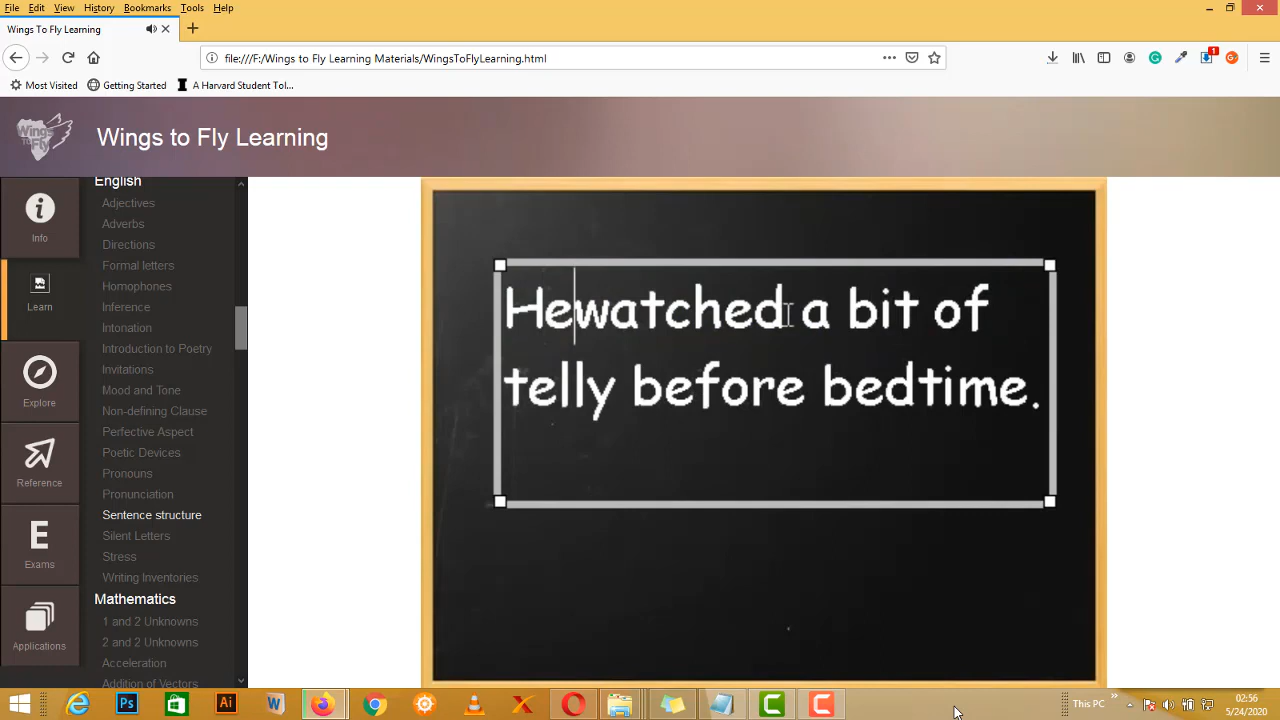 File Edit View History Bookmarks Tools Help
Wings To Fly Learning
file:///F:/Wings to Fly Learning Materials/WingsToFlyLearning.html
1
Most Visited Getting Started A Harvard Student Tol...
Wings To Fly
Wings to Fly Learning
Info
Learn
Explore
Reference
E
Exams
Applications
English
Adjectives
Adverbs
Directions
Formal letters
Homophones
Inference
Intonation
Introduction to Poetry
Invitations
Mood and Tone
Non-defining Clause
Perfective Aspect
Poetic Devices
Pronouns
Pronunciation
Sentence structure
Silent Letters
Stress
Writing Inventories
Mathematics
1 and 2 Unknowns
2 and 2 Unknowns
Acceleration
Addition of Vectors
Hewatched a bit of
telly before bedtime.
This PC
02:56
5/24/2020